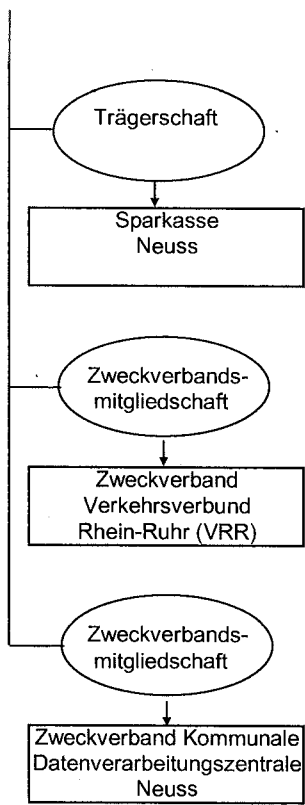 Trägerschaft
Sparkasse
Neuss
Zweckverbands-
mitgliedschaft
Zweckverband
Verkehrsverbund
Rhein-Ruhr (VRR)
Zweckverbands-
mitgliedschaft
Zweckverband Kommunale
Datenverarbeitungszentrale
Neuss